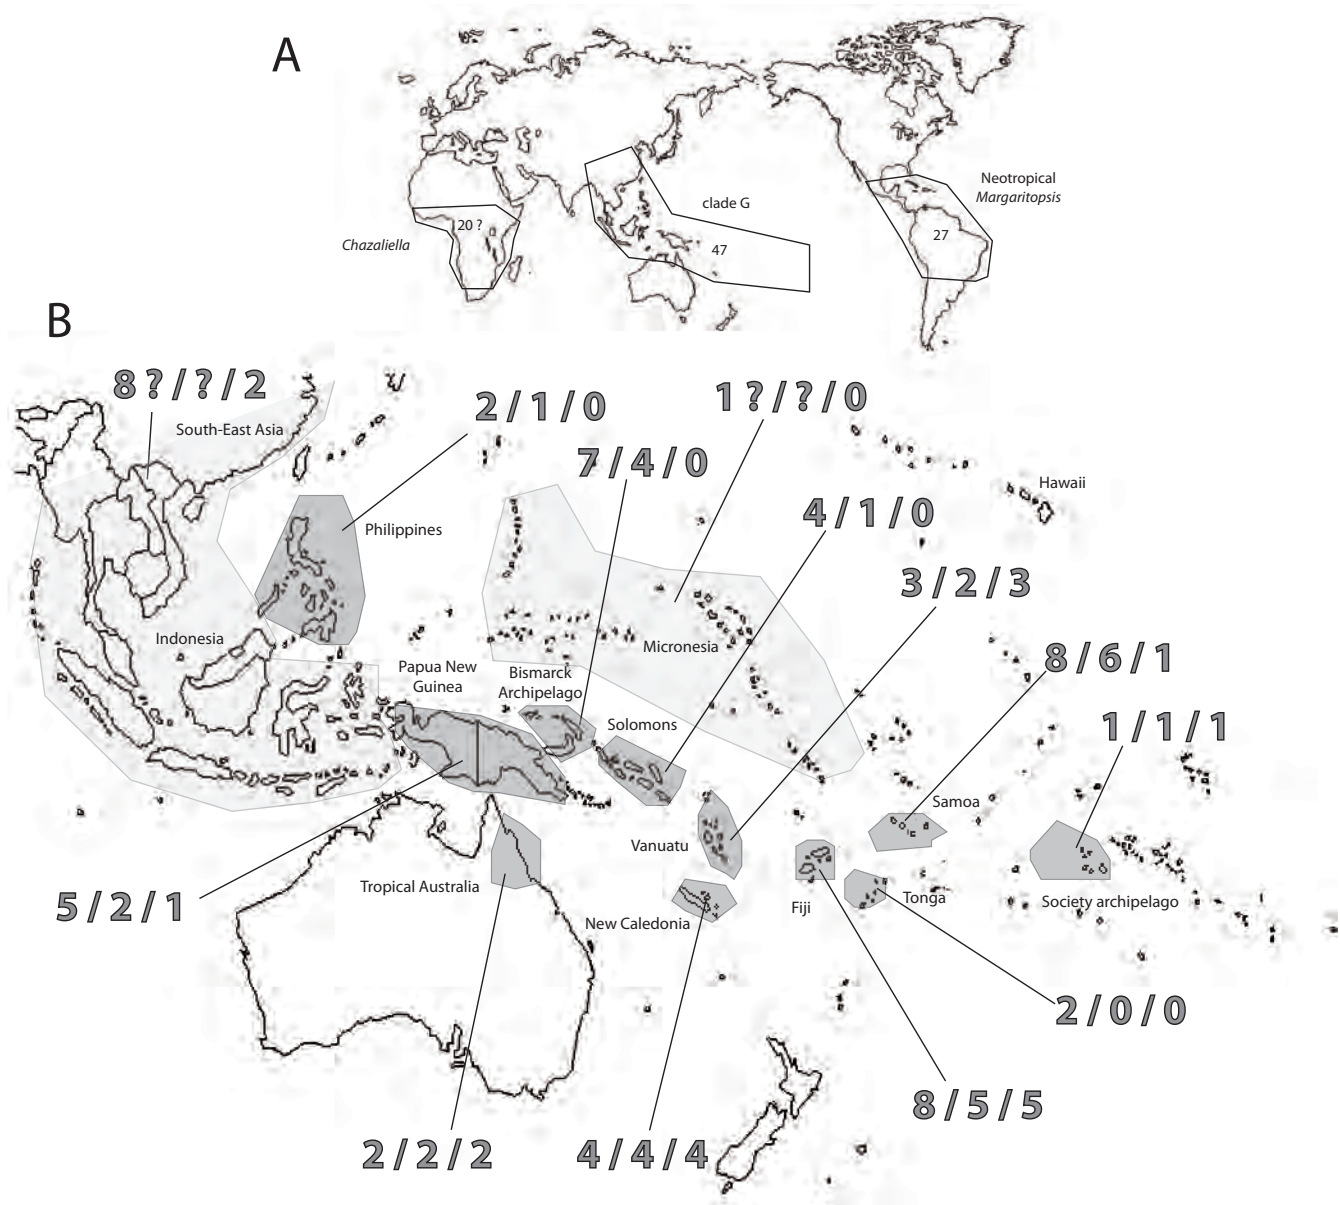 A
Neotropical
Margaritopsis
clade G
20 ?
Chazaliella
27
47
B
8 ? / ? / 2
2 / 1 / 0
1 ? / ? / 0
South-East Asia
7 / 4 / 0
Hawaii
4 / 1 / 0
Philippines
3 / 2 / 3
Indonesia
Micronesia
8 / 6 / 1
Papua New
Guinea
Bismarck
Archipelago
Solomons
1 / 1 / 1
Samoa
Vanuatu
Tropical Australia
5 / 2 / 1
New Caledonia
Fiji
Tonga
Society archipelago
2 / 0 / 0
8 / 5 / 5
2 / 2 / 2
4 / 4 / 4